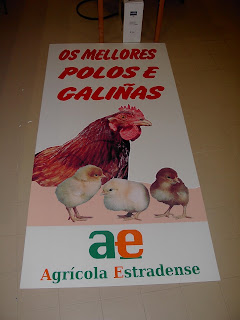 OS MELLORES
POLOS E
GALIÑAS
ae
Agrícola Estradense